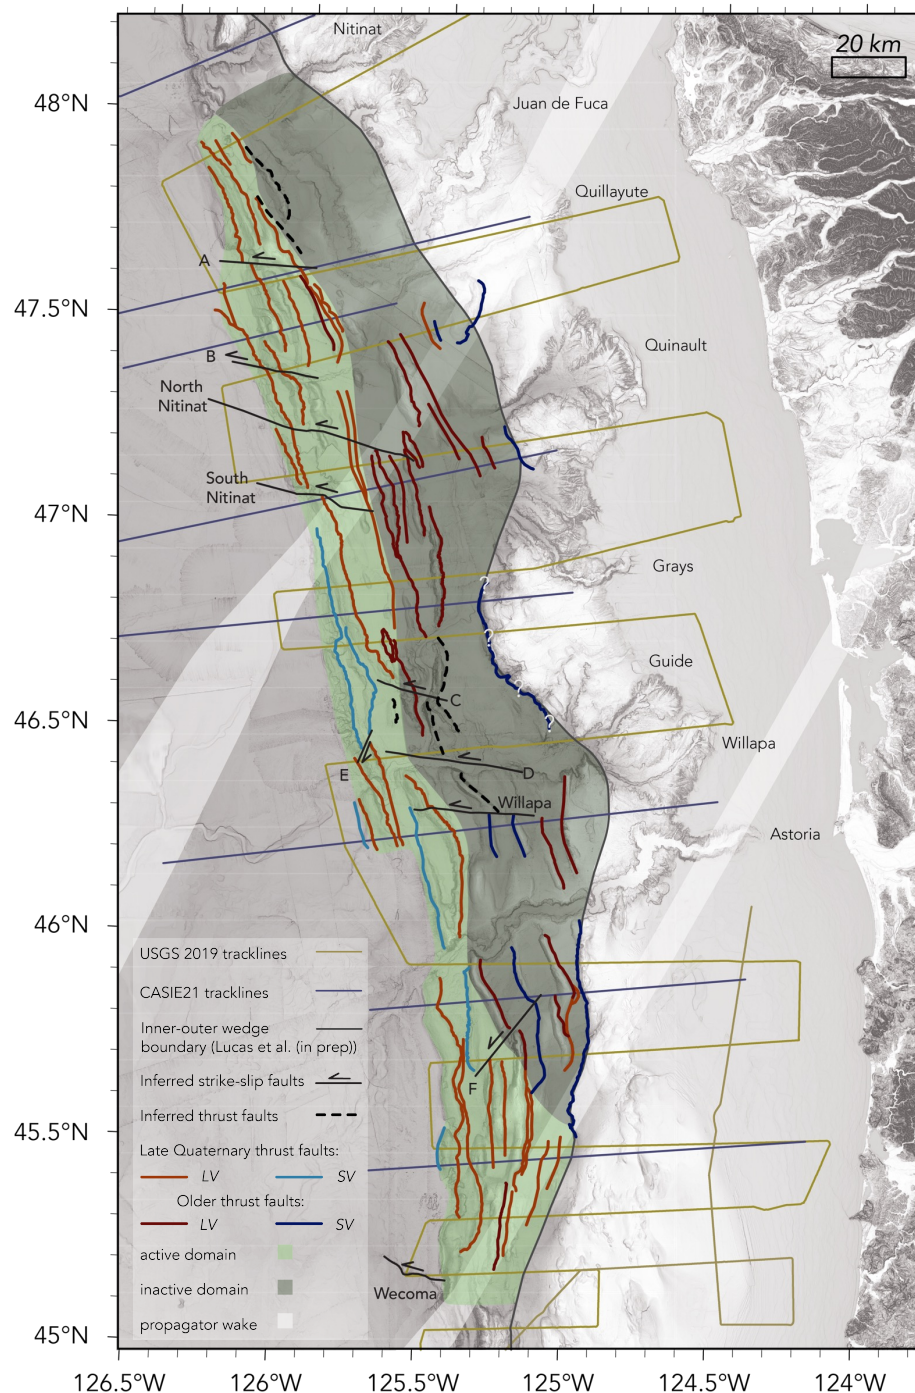 Nitinat
20 km
48°N
Juan de Fuca
Quillayute
A
47.5°N
Quinault
B
North
Nitinat
South
Nitinat
47°N
?
Grays
?
Guide
?
C
46.5°N
?
Willapa
E
D
Willapa
Astoria
46°N
USGS 2019 tracklines
CASIE21 tracklines
Inner-outer wedge
boundary (Lucas et al. (in prep))
Inferred strike-slip faults
F
Inferred thrust faults
45.5°N
Late Quaternary thrust faults:
LV SV
Older thrust faults:
LV SV
active domain
inactive domain
Wecoma
propagator wake
45°N
126.5°W 126°W 125.5°W 125°W 124.5°W 124°W